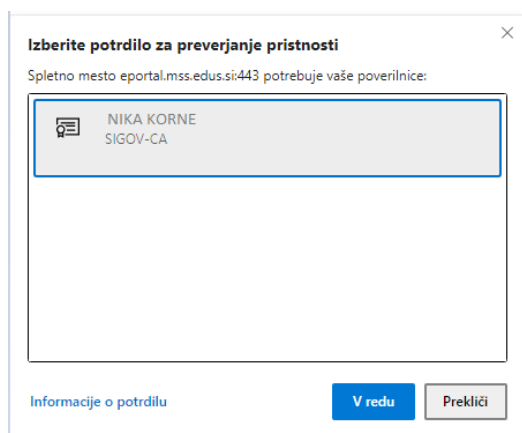 Izberite potrdilo za preverjanje pristnosti
Spletno mesto eportal.mss.edus.si:443 potrebuje vaše poverilnice:
NIKA KORNE
SIGOV-CA
Informacije o potrdilu
V redu
Prekliči